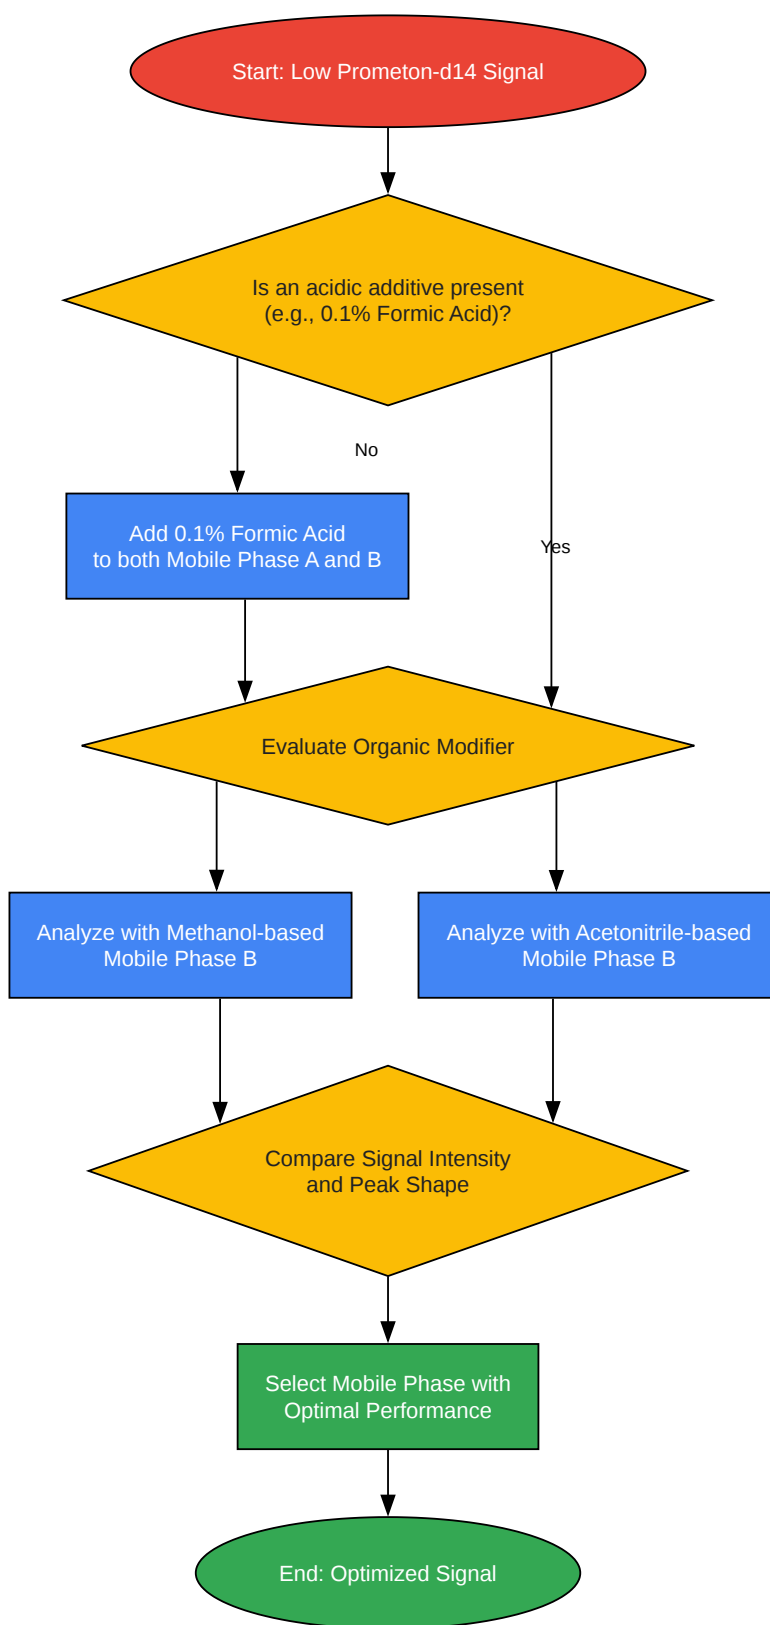 Start: Low Prometon-d14 Signal
Is an acidic additive present
(e.g., 0.1% Formic Acid)?
No
Add 0.1% Formic Acid
to both Mobile Phase A and B
Yes
Evaluate Organic Modifier
Analyze with Methanol-based
Mobile Phase B
Analyze with Acetonitrile-based
Mobile Phase B
Compare Signal Intensity
and Peak Shape
Select Mobile Phase with
Optimal Performance
End: Optimized Signal